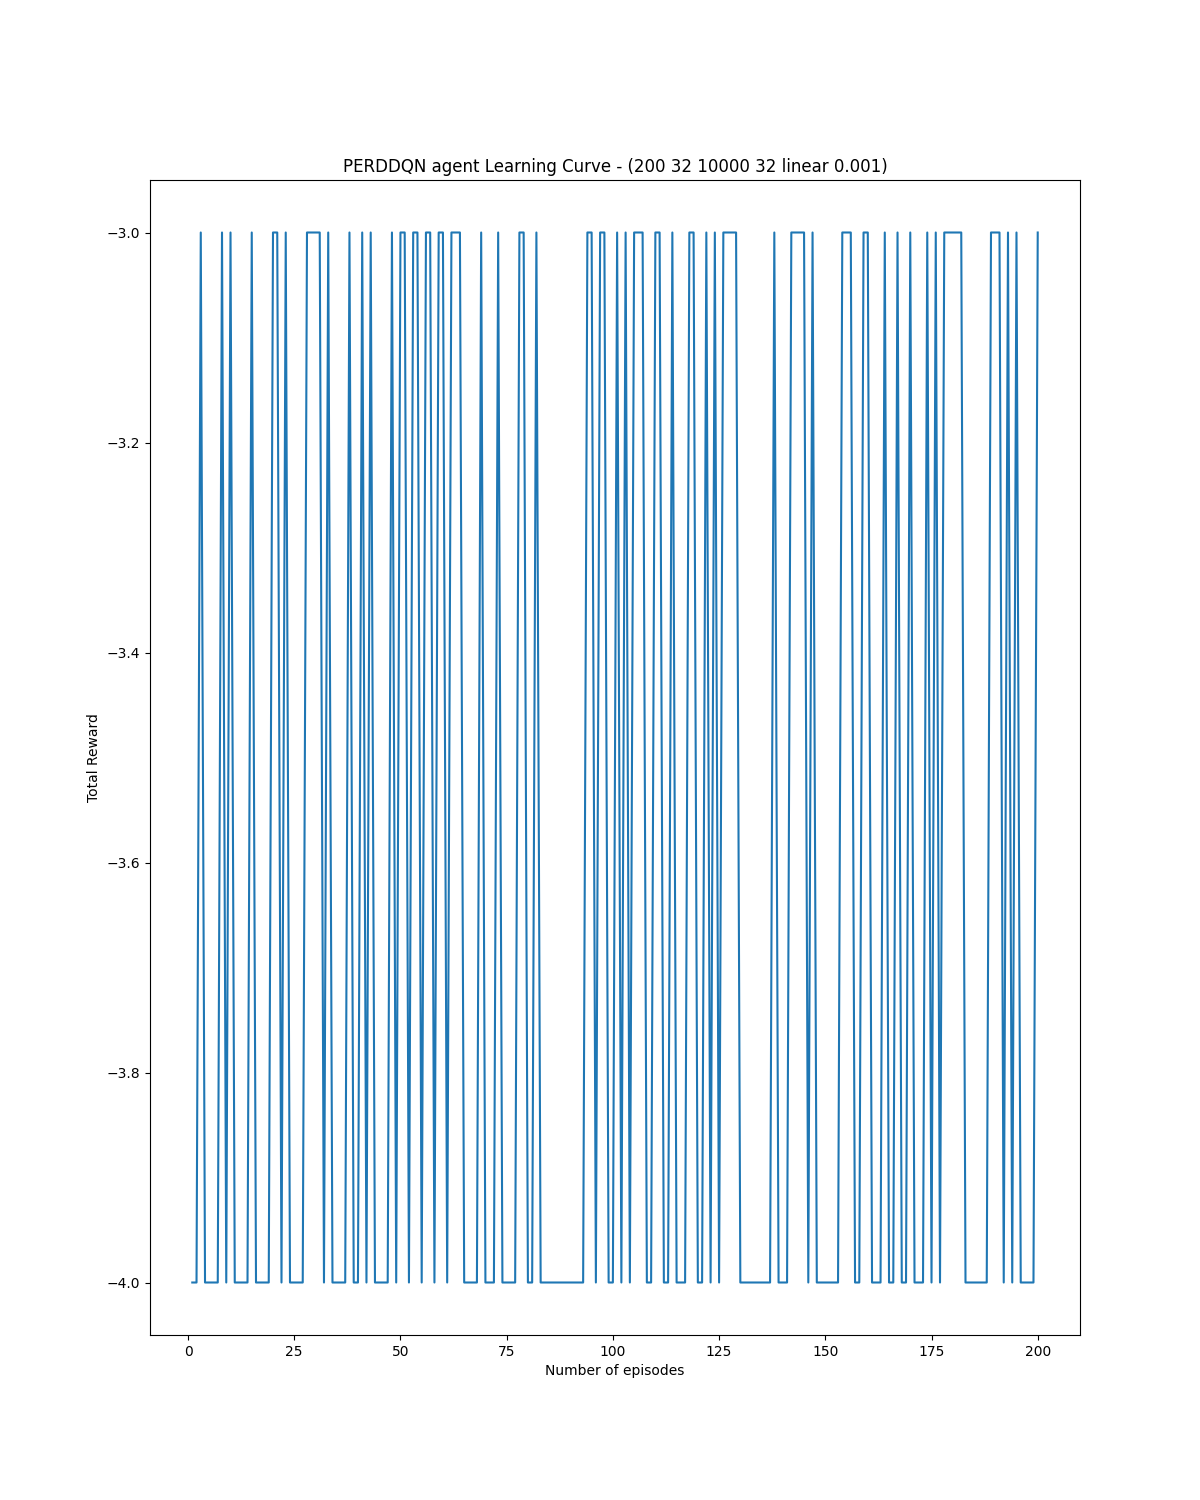 PERDDQN agent Learning Curve - (200 32 10000 32 linear 0.001)
−3.0
−3.2
−3.4
−3.6
−3.8
−4.0
Total Reward
0 25 50 75 100 125 150 175 200
Number of episodes